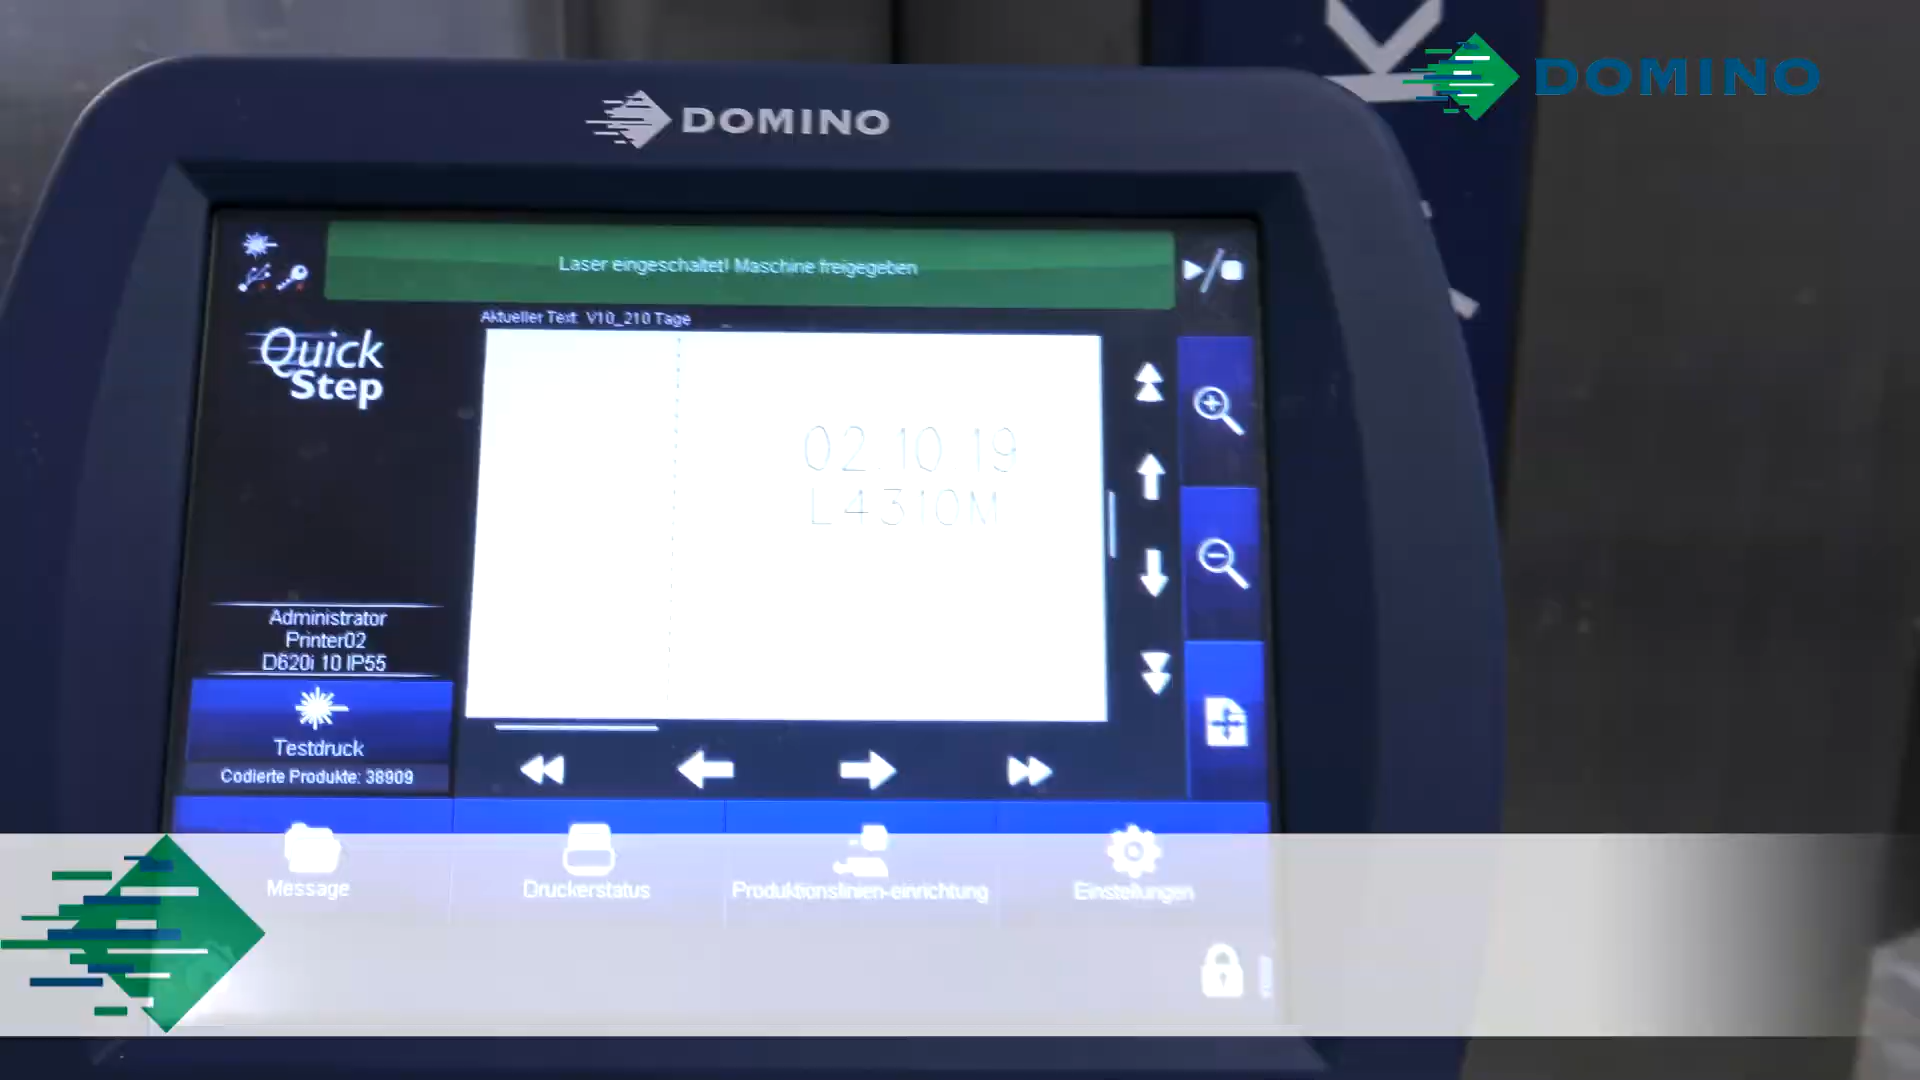 DOMINO
DOMINO
Laser eingeschaltet! Maschine freigegeben
Aktueller Text: V10_210 Tage
Quick
Step
02.10.19
L4310M
Administrator
Printer02
D620i 10 IP55
Testdruck
Codierte Produkte: 38909
Message
Druckerstatus
Produktionslinien-einrichtung
Einstellungen